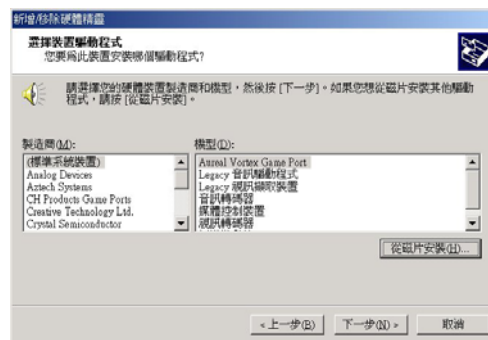 新增/移除硬體精靈
選擇裝置驅動程式
您要為此裝置安裝哪個驅動程式?
請選擇您的硬體裝置製造商和模型，然後按 [下一步]。如果您想從磁片安裝其他驅動
程式，請按 [從磁片安裝]。
製造商(M):
(標準系統裝置)
Analog Devices
Aztech Systems
CH Products Game Ports
Creative Technology Ltd.
Crystal Semiconductor
模型(D):
Aureal Vortex Game Port
Legacy 音訊驅動程式
Legacy 視訊擷取裝置
音訊轉碼器
媒體控制裝置
視訊轉碼器
從磁片安裝(H)...
<上一步(B)
下一步(N)>
取消